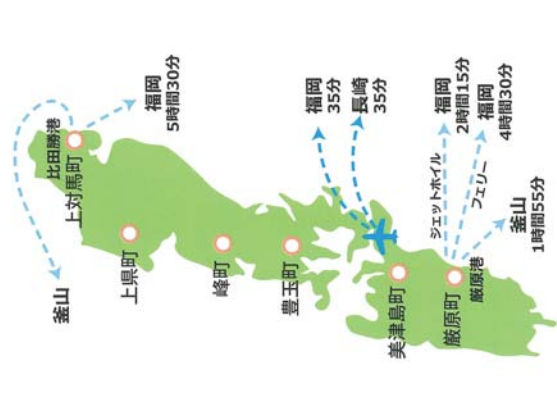 釜山
比田勝港
上対馬町
福岡
5時間30分
上県町
峰町
豊玉町
福岡
35分
長崎
35分
美津島町
厳原町
厳原港
ジェットホイル
福岡
2時間15分
フェリー
福岡
4時間30分
釜山
1時間55分